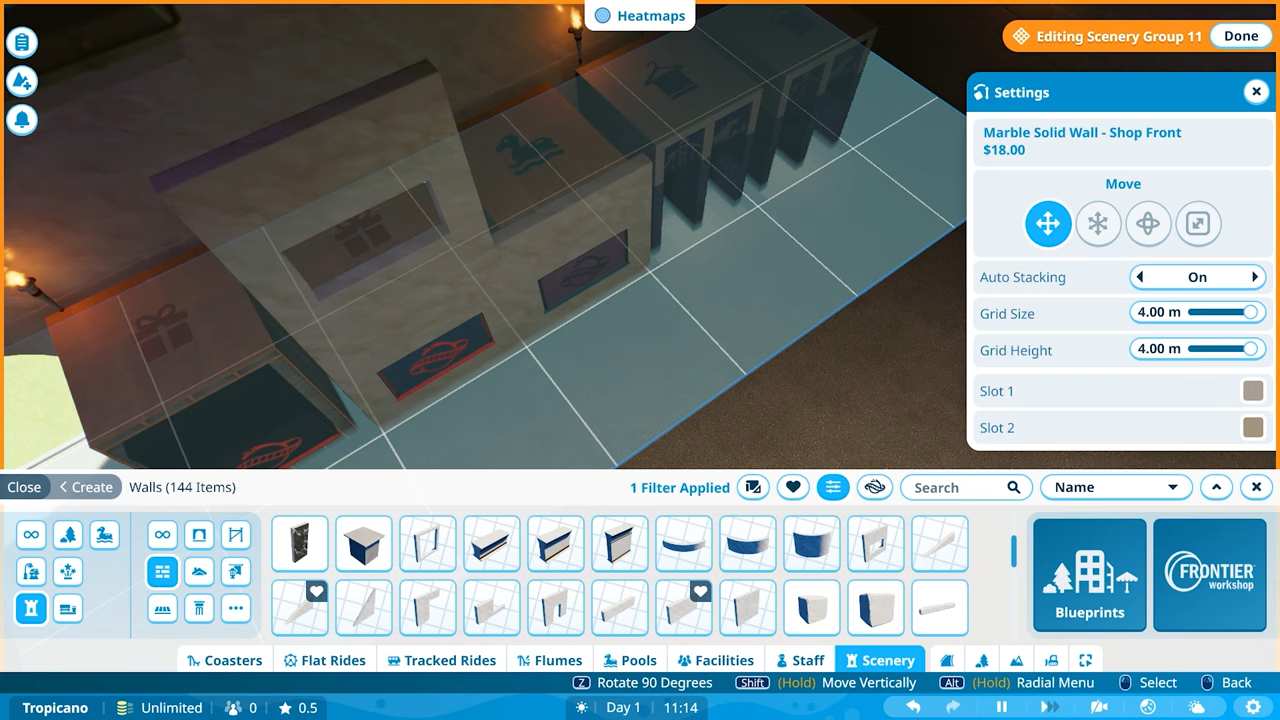 Heatmaps
Editing Scenery Group 11
Done
Settings
Marble Solid Wall - Shop Front
$18.00
Move
Auto Stacking
On
Grid Size
4.00 m
Grid Height
4.00 m
Slot 1
Slot 2
Close
Create
Walls (144 Items)
1 Filter Applied
Search
Name
Blueprints
FRONTIER
workshop
Coasters
Flat Rides
Tracked Rides
Flumes
Pools
Facilities
Staff
Scenery
Z Rotate 90 Degrees
Shift (Hold) Move Vertically
Alt (Hold) Radial Menu
Select
Back
Tropicano
Unlimited
0
0.5
Day 1
11:14